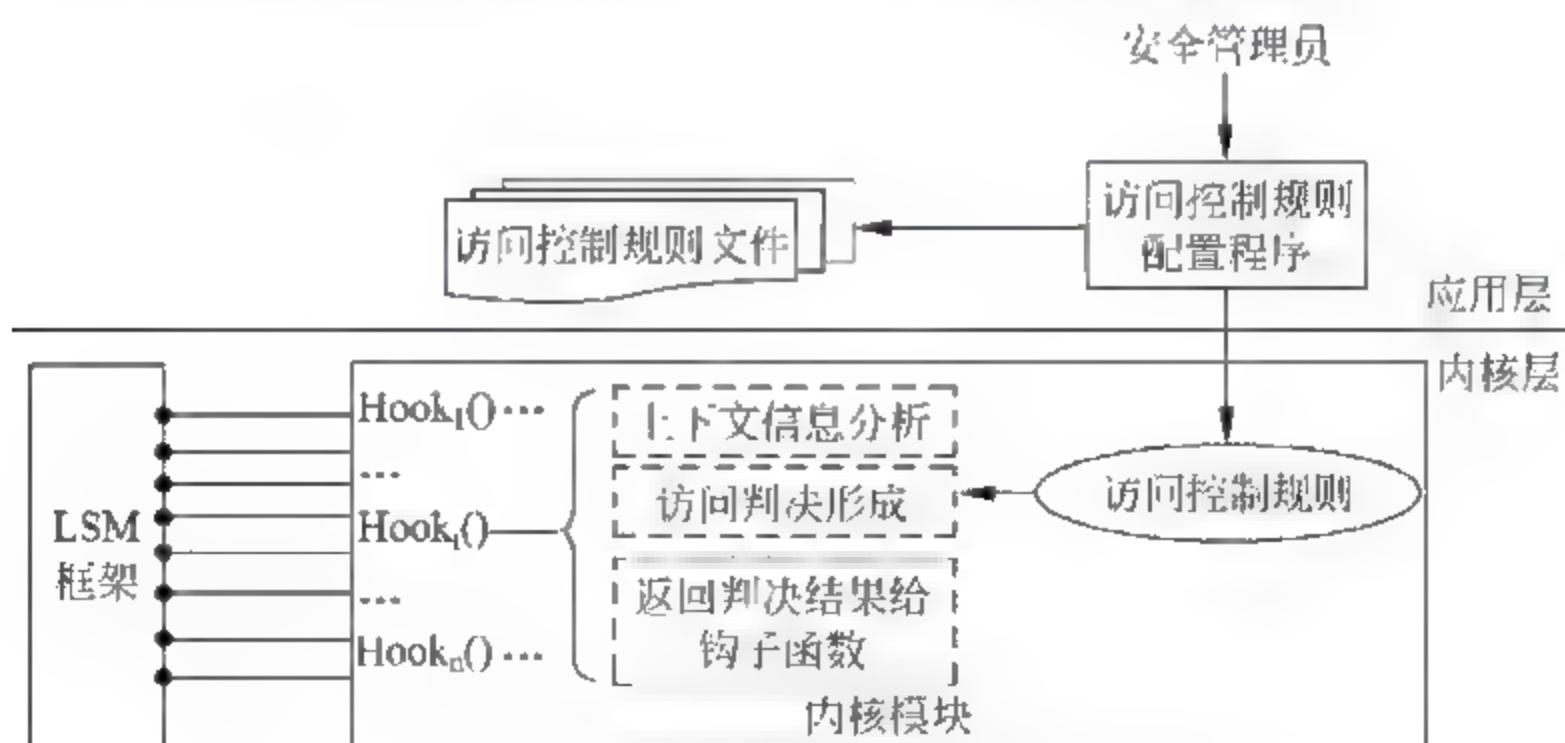 安全管理员
访问控制规则
配置程序
访问控制规则文件
应用层
内核层
Hook₁()…
上下文信息分析
…
访问判决形成
访问控制规则
LSM
框架
Hookᵢ()
…
返回判决结果给
钩子函数
Hookₙ()…
内核模块